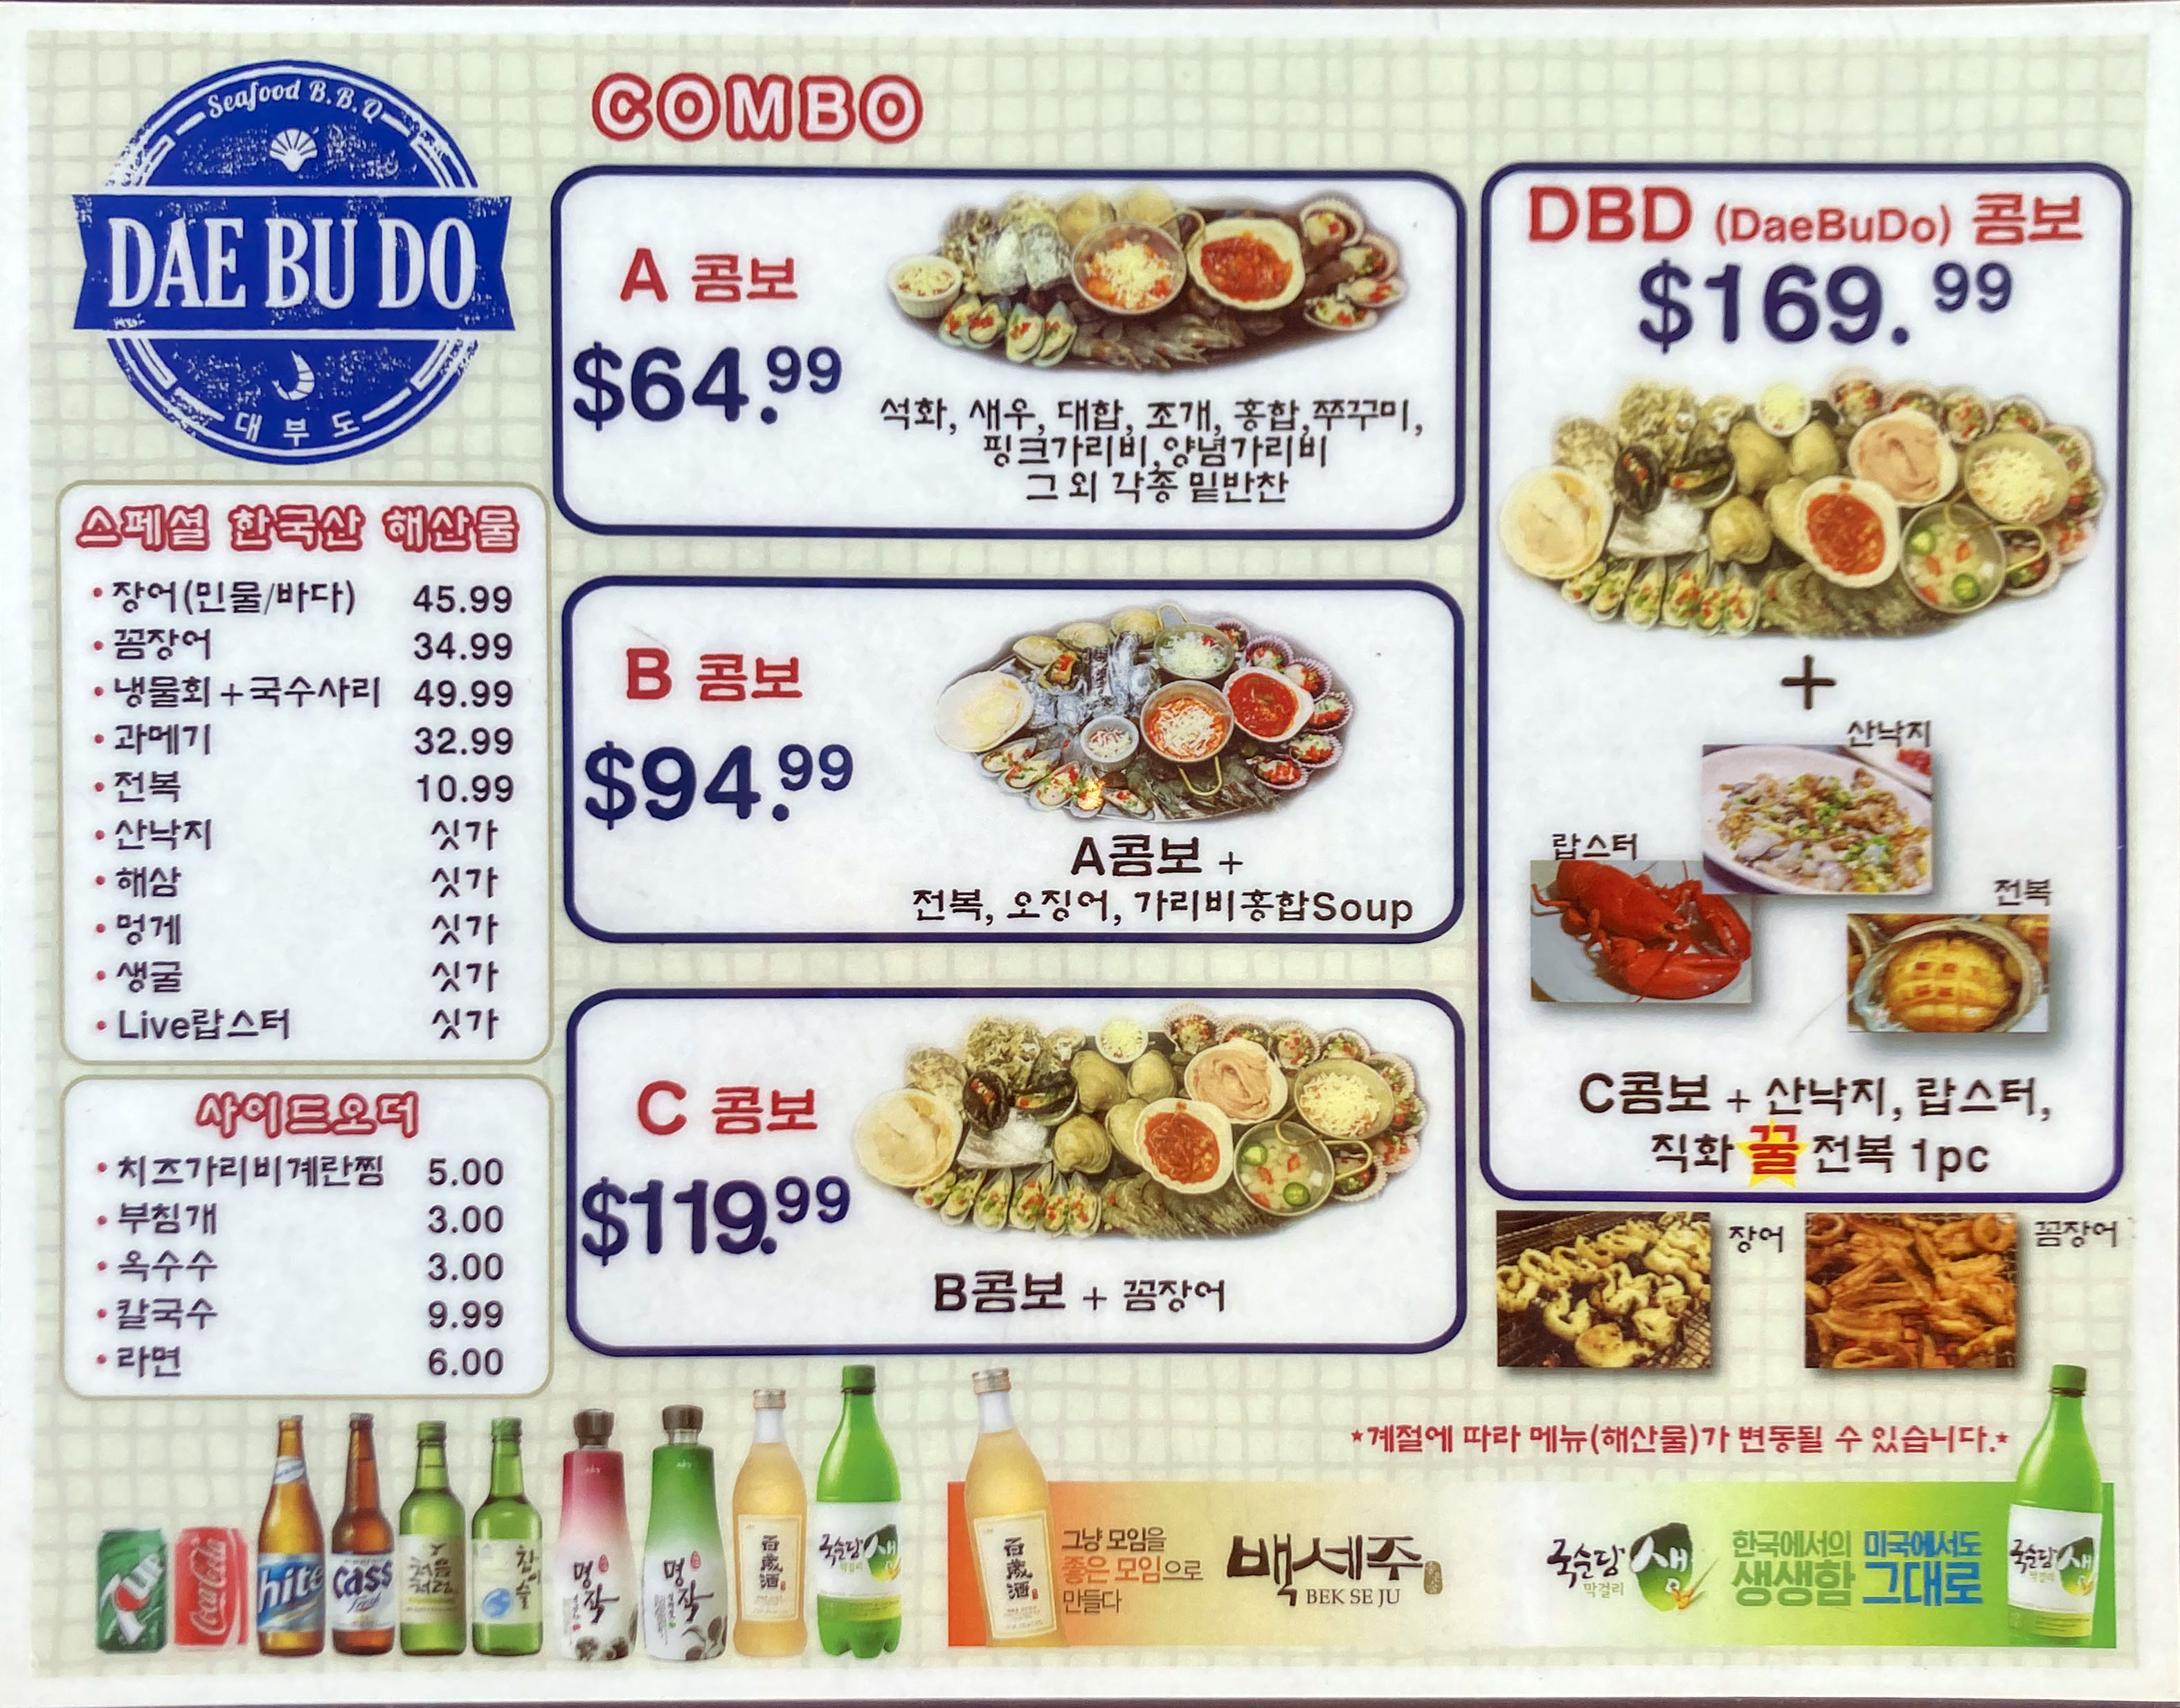 Seafood B.B.Q
DAE BU DO
대부도
COMBO
스페셜 한국산 해산물
• 장어(민물/바다) 45.99
• 꼼장어 34.99
• 냉물회+국수사리 49.99
• 과메기 32.99
• 전복 10.99
• 산낙지 싯가
• 해삼 싯가
• 멍게 싯가
• 생굴 싯가
• Live랍스터 싯가
사이드오더
• 치즈가리비계란찜 5.00
• 부침개 3.00
• 옥수수 3.00
• 칼국수 9.99
• 라면 6.00
A 콤보
$64.99
석화, 새우, 대합, 조개, 홍합,쭈꾸미,
핑크가리비,양념가리비
그 외 각종 밑반찬
B 콤보
$94.99
A콤보 +
전복, 오징어, 가리비홍합Soup
C 콤보
$119.99
B콤보 + 꼼장어
DBD (DaeBuDo) 콤보
$169.99
+
산낙지
랍스터
전복
C콤보 + 산낙지, 랍스터,
직화 꿀 전복 1pc
장어
꼼장어
*계절에 따라 메뉴(해산물)가 변동될 수 있습니다.*
7UP
Coca-Cola
hite
cass
fresh
처음
처럼
참이슬
명작
명작
百歲酒
국순당 생
막걸리
百歲酒
그냥 모임을
좋은 모임으로
만들다
백세주
BEK SE JU
국순당 생
막걸리
한국에서의 미국에서도
생생함 그대로
국순당 생